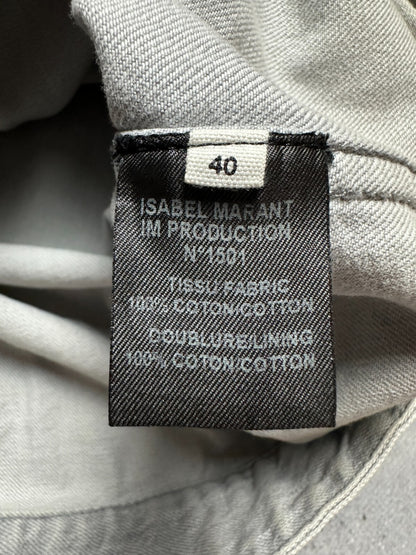 40
ISABEL MARANT
IM PRODUCTION
N°1501
TISSU FABRIC
100% COTON/COTTON
DOUBLURE/LINING
100% COTON/COTTON